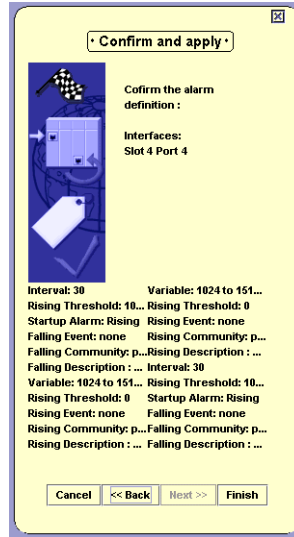 · Confirm and apply ·
Cofirm the alarm
definition :
Interfaces:
Slot 4 Port 4
Interval: 30 Variable: 1024 to 151...
Rising Threshold: 10... Rising Threshold: 0
Startup Alarm: Rising Rising Event: none
Falling Event: none Rising Community: p...
Falling Community: p... Rising Description : ...
Falling Description : ... Interval: 30
Variable: 1024 to 151... Rising Threshold: 10...
Rising Threshold: 0 Startup Alarm: Rising
Rising Event: none Falling Event: none
Rising Community: p... Falling Community: p...
Rising Description : ... Falling Description : ...
Cancel << Back Next >> Finish